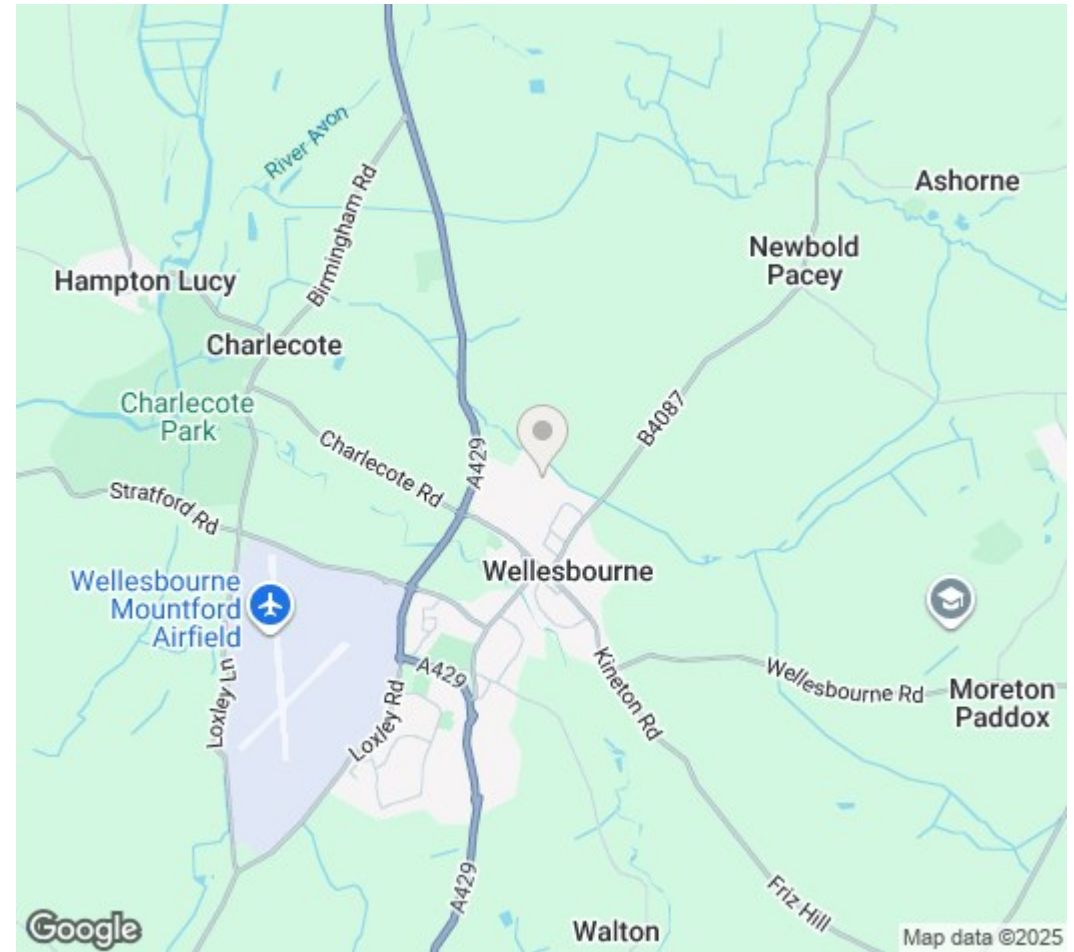 River Avon
Ashorne
Newbold
Pacey
Birmingham Rd
Hampton Lucy
Charlecote
Charlecote
Park
B4087
Charlecote Rd
A429
Stratford Rd
Wellesbourne
Wellesbourne
Mountford
Airfield
A429
Kineton Rd
Wellesbourne Rd
Loxley Ln
Loxley Rd
Moreton
Paddox
A429
Friz Hill
Walton
Google
Map data ©2025